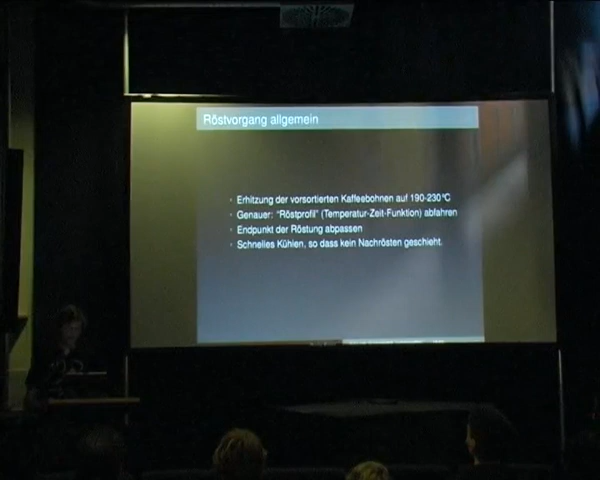 Röstvorgang allgemein
Erhitzung der vorsortierten Kaffeebohnen auf 190-230°C
Genauer: "Röstprofil" (Temperatur-Zeit-Funktion) abfahren
Endpunkt der Röstung abpassen
Schnelles Kühlen, so dass kein Nachrösten geschieht.